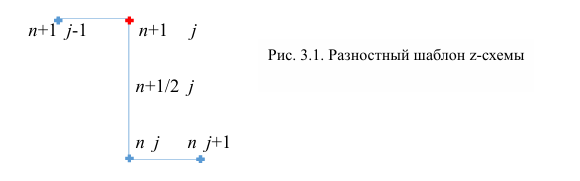 n+1 j-1 n+1 j
Рис. 3.1. Разностный шаблон z-схемы
n+1/2 j
n j n j+1